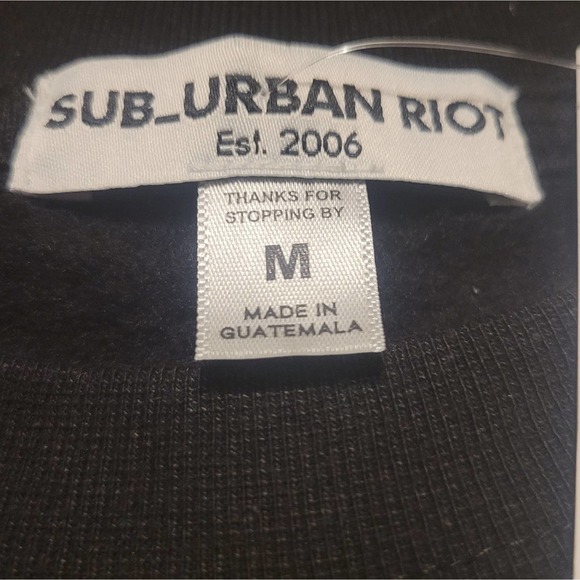 SUB_URBAN RIOT
Est. 2006
THANKS FOR
STOPPING BY
M
MADE IN
GUATEMALA